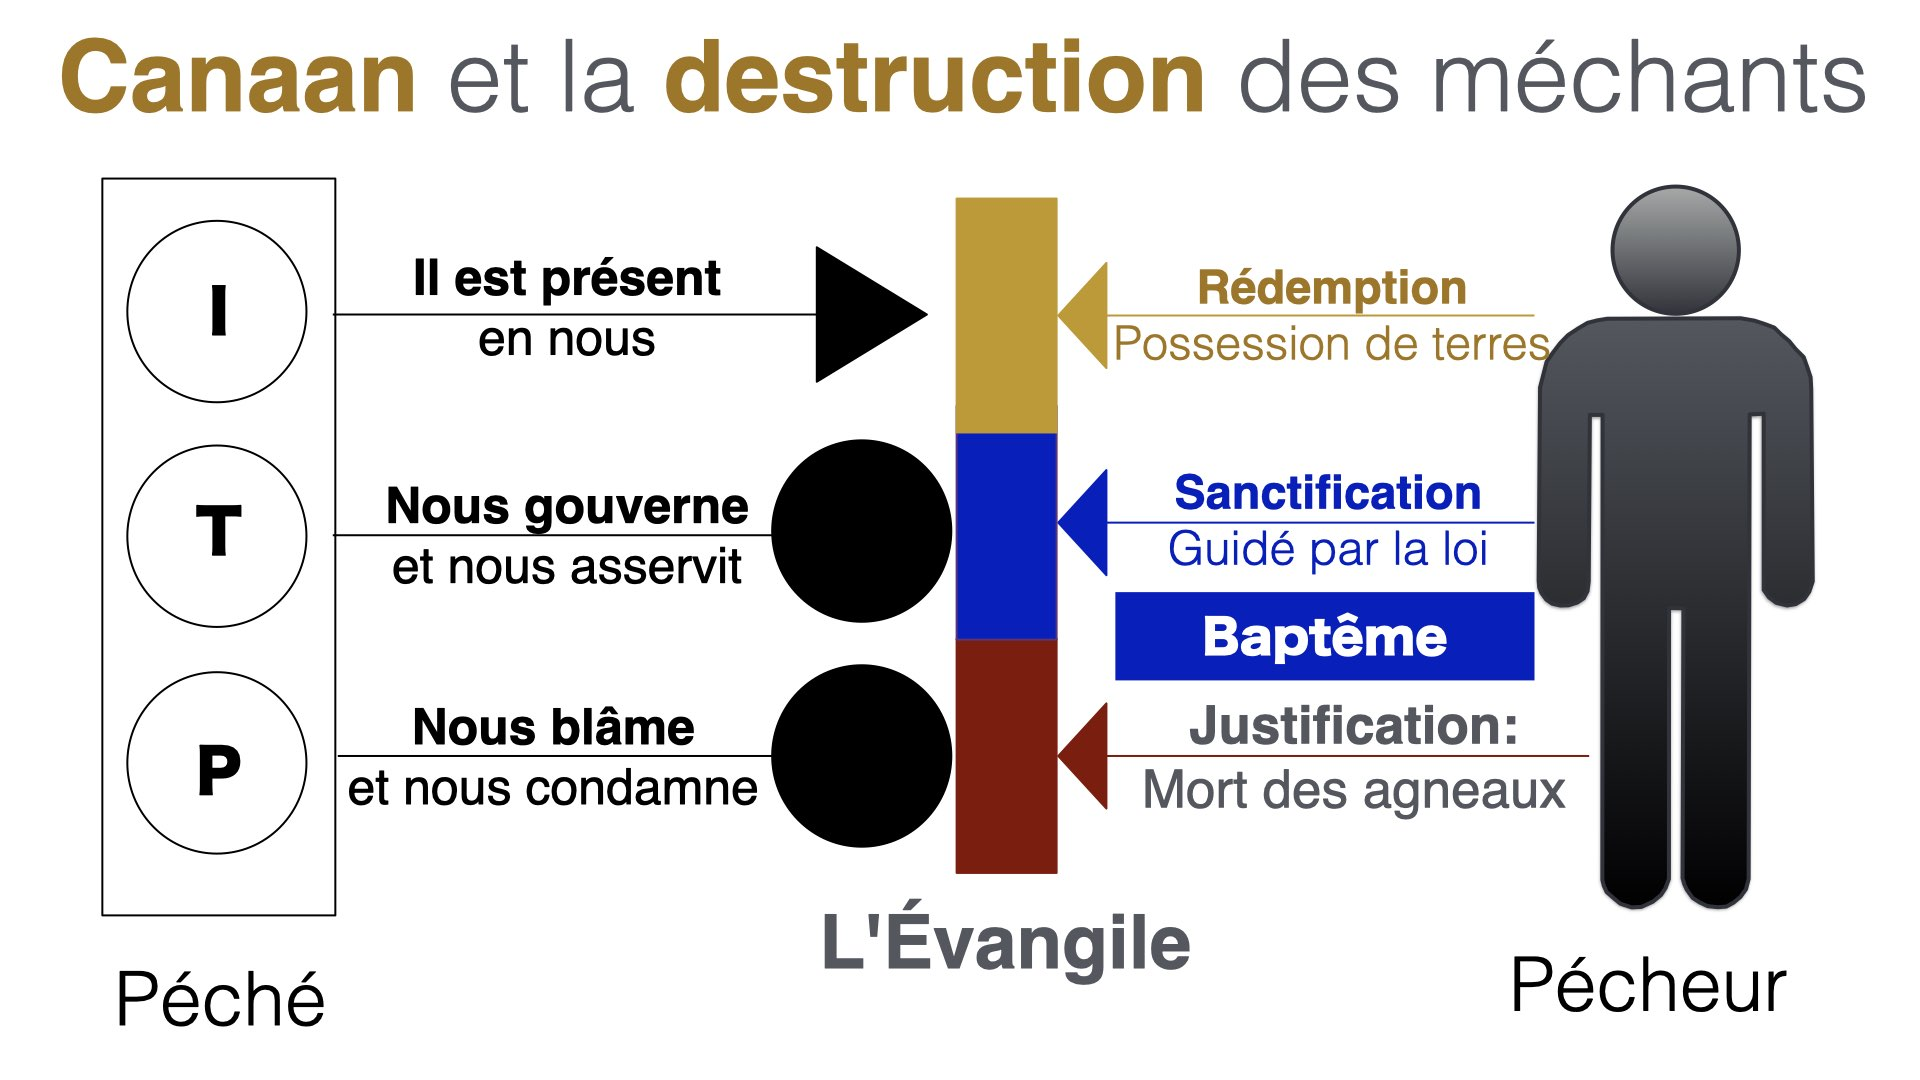 Canaan et la destruction des méchants
I
Il est présent
en nous
Rédemption
Possession de terres
T
Nous gouverne
et nous asservit
Sanctification
Guidé par la loi
Baptême
P
Nous blâme
et nous condamne
Justification:
Mort des agneaux
L'Évangile
Péché
Pécheur